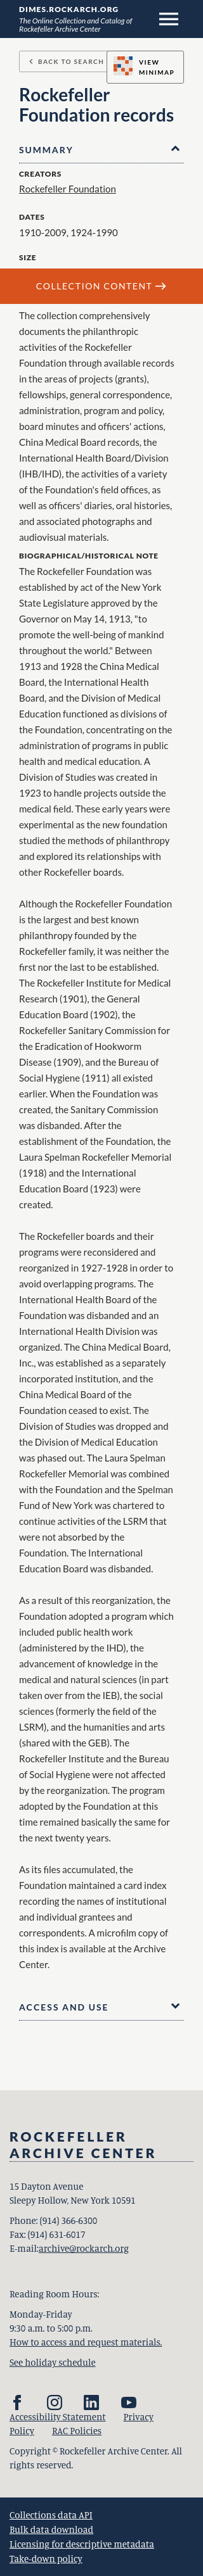 DIMES.ROCKARCH.ORG
The Online Collection and Catalog of
Rockefeller Archive Center
BACK TO SEARCH
VIEW
MINIMAP
Rockefeller
Foundation records
SUMMARY
CREATORS
Rockefeller Foundation
DATES
1910-2009, 1924-1990
SIZE
COLLECTION CONTENT
The collection comprehensively
documents the philanthropic
activities of the Rockefeller
Foundation through available records
in the areas of projects (grants),
fellowships, general correspondence,
administration, program and policy,
board minutes and officers' actions,
China Medical Board records, the
International Health Board/Division
(IHB/IHD), the activities of a variety
of the Foundation's field offices, as
well as officers' diaries, oral histories,
and associated photographs and
audiovisual materials.
BIOGRAPHICAL/HISTORICAL NOTE
The Rockefeller Foundation was
established by act of the New York
State Legislature approved by the
Governor on May 14, 1913, "to
promote the well-being of mankind
throughout the world." Between
1913 and 1928 the China Medical
Board, the International Health
Board, and the Division of Medical
Education functioned as divisions of
the Foundation, concentrating on the
administration of programs in public
health and medical education. A
Division of Studies was created in
1923 to handle projects outside the
medical field. These early years were
experimental as the new foundation
studied the methods of philanthropy
and explored its relationships with
other Rockefeller boards.
Although the Rockefeller Foundation
is the largest and best known
philanthropy founded by the
Rockefeller family, it was neither the
first nor the last to be established.
The Rockefeller Institute for Medical
Research (1901), the General
Education Board (1902), the
Rockefeller Sanitary Commission for
the Eradication of Hookworm
Disease (1909), and the Bureau of
Social Hygiene (1911) all existed
earlier. When the Foundation was
created, the Sanitary Commission
was disbanded. After the
establishment of the Foundation, the
Laura Spelman Rockefeller Memorial
(1918) and the International
Education Board (1923) were
created.
The Rockefeller boards and their
programs were reconsidered and
reorganized in 1927-1928 in order to
avoid overlapping programs. The
International Health Board of the
Foundation was disbanded and an
International Health Division was
organized. The China Medical Board,
Inc., was established as a separately
incorporated institution, and the
China Medical Board of the
Foundation ceased to exist. The
Division of Studies was dropped and
the Division of Medical Education
was phased out. The Laura Spelman
Rockefeller Memorial was combined
with the Foundation and the Spelman
Fund of New York was chartered to
continue activities of the LSRM that
were not absorbed by the
Foundation. The International
Education Board was disbanded.
As a result of this reorganization, the
Foundation adopted a program which
included public health work
(administered by the IHD), the
advancement of knowledge in the
medical and natural sciences (in part
taken over from the IEB), the social
sciences (formerly the field of the
LSRM), and the humanities and arts
(shared with the GEB). The
Rockefeller Institute and the Bureau
of Social Hygiene were not affected
by the reorganization. The program
adopted by the Foundation at this
time remained basically the same for
the next twenty years.
As its files accumulated, the
Foundation maintained a card index
recording the names of institutional
and individual grantees and
correspondents. A microfilm copy of
this index is available at the Archive
Center.
ACCESS AND USE
ROCKEFELLER
ARCHIVE CENTER
15 Dayton Avenue
Sleepy Hollow, New York 10591
Phone: (914) 366-6300
Fax: (914) 631-6017
E-mail:archive@rockarch.org
Reading Room Hours:
Monday-Friday
9:30 a.m. to 5:00 p.m.
How to access and request materials.
See holiday schedule
Accessibility Statement Privacy
Policy RAC Policies
Copyright © Rockefeller Archive Center. All
rights reserved.
Collections data API
Bulk data download
Licensing for descriptive metadata
Take-down policy